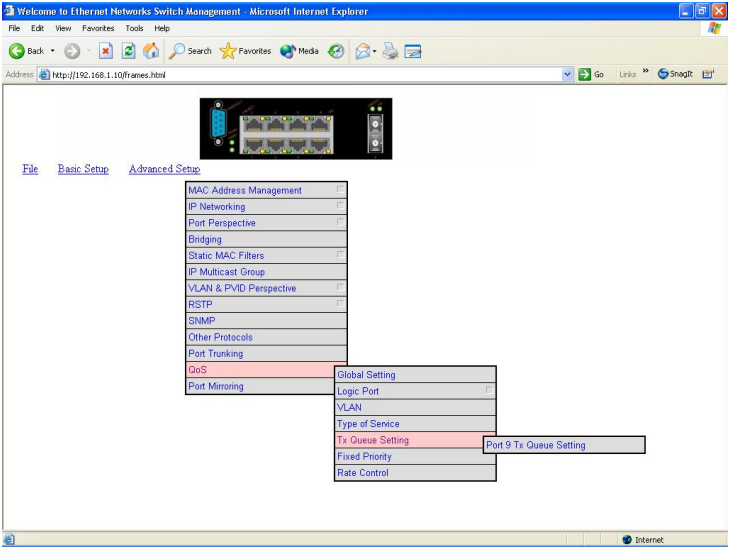 Welcome to Ethernet Networks Switch Management - Microsoft Internet Explorer
File Edit View Favorites Tools Help
Back Search Favorites Media
Address http://192.168.1.10/frames.html Go Links » SnagIt
File Basic Setup Advanced Setup
MAC Address Management
IP Networking
Port Perspective
Bridging
Static MAC Filters
IP Multicast Group
VLAN & PVID Perspective
RSTP
SNMP
Other Protocols
Port Trunking
QoS
Port Mirroring
Global Setting
Logic Port
VLAN
Type of Service
Tx Queue Setting
Fixed Priority
Rate Control
Port 9 Tx Queue Setting
Internet